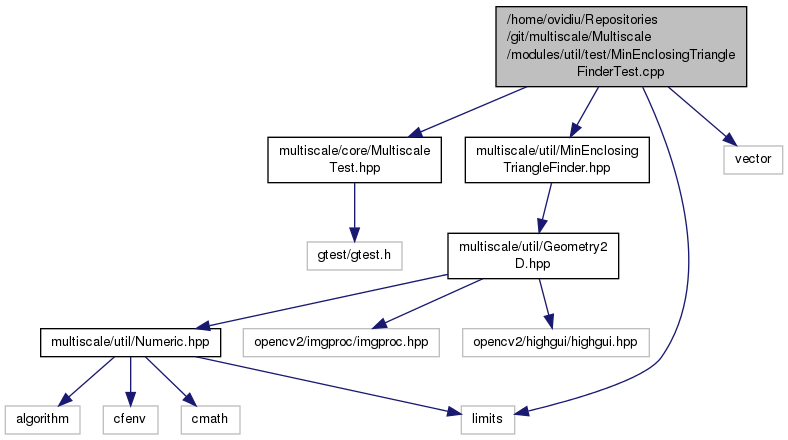 /home/ovidiu/Repositories
/git/multiscale/Multiscale
/modules/util/test/MinEnclosingTriangle
FinderTest.cpp
multiscale/core/Multiscale
Test.hpp
multiscale/util/MinEnclosing
TriangleFinder.hpp
vector
gtest/gtest.h
multiscale/util/Geometry2
D.hpp
multiscale/util/Numeric.hpp
opencv2/imgproc/imgproc.hpp
opencv2/highgui/highgui.hpp
algorithm
cfenv
cmath
limits